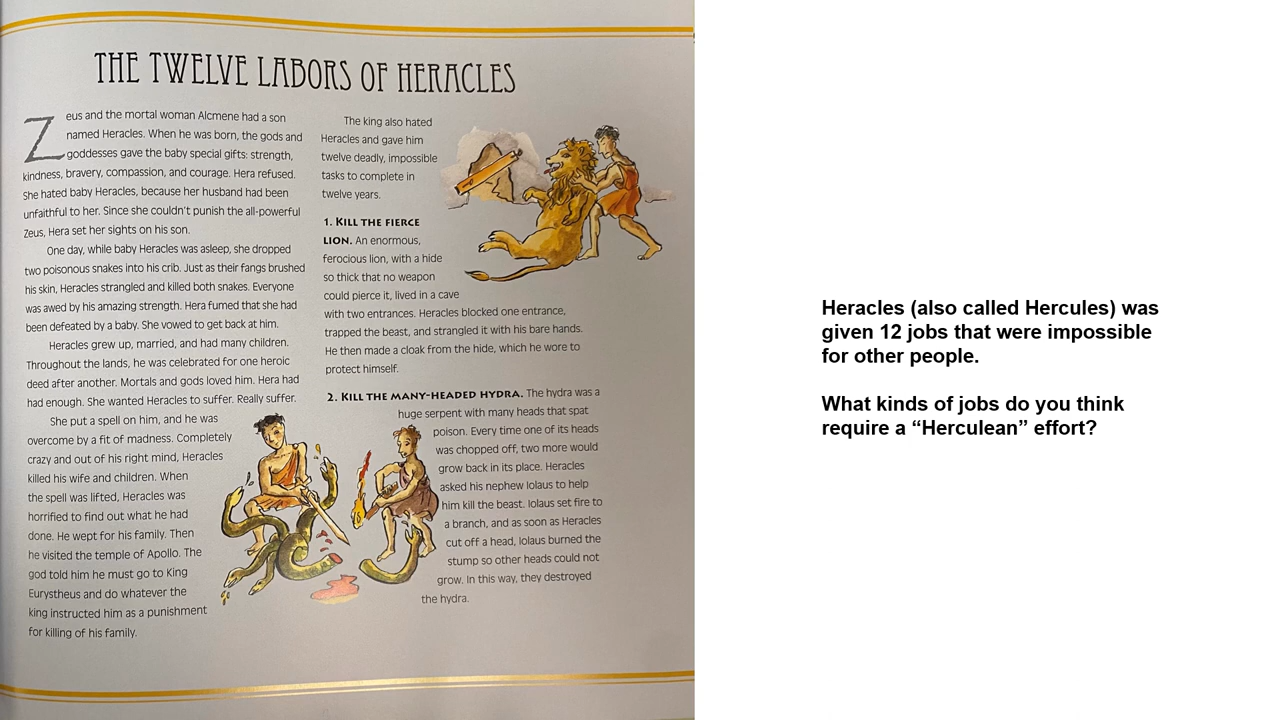 THE TWELVE LABORS OF HERACLES
Zeus and the mortal woman Alcmene had a son
named Heracles. When he was born, the gods and
goddesses gave the baby special gifts: strength,
kindness, bravery, compassion, and courage. Hera refused.
She hated baby Heracles, because her husband had been
unfaithful to her. Since she couldn't punish the all-powerful
Zeus, Hera set her sights on his son.
One day, while baby Heracles was asleep, she dropped
two poisonous snakes into his crib. Just as their fangs brushed
his skin, Heracles strangled and killed both snakes. Everyone
was awed by his amazing strength. Hera fumed that she had
been defeated by a baby. She vowed to get back at him.
Heracles grew up, married, and had many children.
Throughout the lands, he was celebrated for one heroic
deed after another. Mortals and gods loved him. Hera had
had enough. She wanted Heracles to suffer. Really suffer.
She put a spell on him, and he was
overcome by a fit of madness. Completely
crazy and out of his right mind, Heracles
killed his wife and children. When
the spell was lifted, Heracles was
horrified to find out what he had
done. He wept for his family. Then
he visited the temple of Apollo. The
god told him he must go to King
Eurystheus and do whatever the
king instructed him as a punishment
for killing of his family.
The king also hated
Heracles and gave him
twelve deadly, impossible
tasks to complete in
twelve years.
1. KILL THE FIERCE
LION. An enormous,
ferocious lion, with a hide
so thick that no weapon
could pierce it, lived in a cave
with two entrances. Heracles blocked one entrance,
trapped the beast, and strangled it with his bare hands.
He then made a cloak from the hide, which he wore to
protect himself.
2. KILL THE MANY-HEADED HYDRA. The hydra was a
huge serpent with many heads that spat
poison. Every time one of its heads
was chopped off, two more would
grow back in its place. Heracles
asked his nephew Iolaus to help
him kill the beast. Iolaus set fire to
a branch, and as soon as Heracles
cut off a head, Iolaus burned the
stump so other heads could not
grow. In this way, they destroyed
the hydra.
Heracles (also called Hercules) was
given 12 jobs that were impossible
for other people.
What kinds of jobs do you think
require a “Herculean” effort?